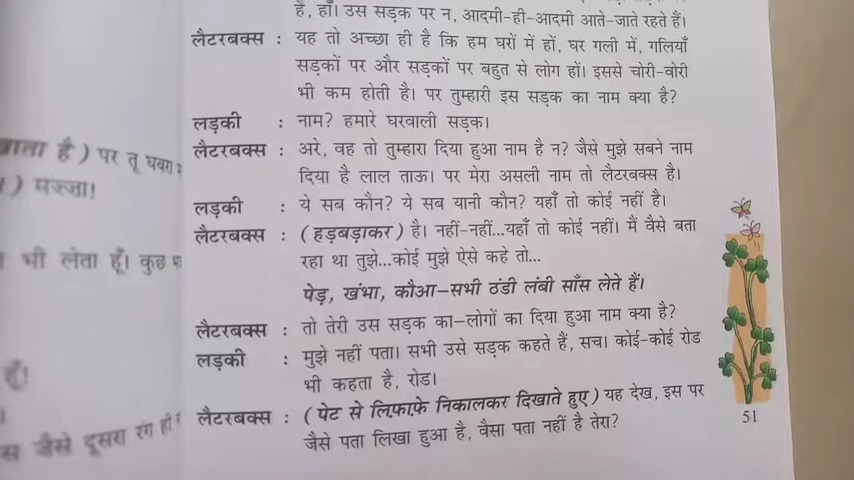 है, हाँ। उस सड़क पर न, आदमी-ही-आदमी आते-जाते रहते हैं।
लैटरबक्स : यह तो अच्छा ही है कि हम घरों में हों, घर गली में, गलियाँ
सड़कों पर और सड़कों पर बहुत से लोग हों। इससे चोरी-वोरी
भी कम होती है। पर तुम्हारी इस सड़क का नाम क्या है?
लड़की : नाम? हमारे घरवाली सड़क।
लैटरबक्स : अरे, वह तो तुम्हारा दिया हुआ नाम है न? जैसे मुझे सबने नाम
दिया है लाल ताऊ। पर मेरा असली नाम तो लैटरबक्स है।
लड़की : ये सब कौन? ये सब यानी कौन? यहाँ तो कोई नहीं है।
लैटरबक्स : (हड़बड़ाकर) है। नहीं-नहीं...यहाँ तो कोई नहीं। मैं वैसे बता
रहा था तुझे...कोई मुझे ऐसे कहे तो...
पेड़, खंभा, कौआ-सभी ठंडी लंबी साँस लेते हैं।
लैटरबक्स : तो तेरी उस सड़क का-लोगों का दिया हुआ नाम क्या है?
लड़की : मुझे नहीं पता। सभी उसे सड़क कहते हैं, सच। कोई-कोई रोड
भी कहता है, रोड।
लैटरबक्स : (पेट से लिफ़ाफ़े निकालकर दिखाते हुए) यह देख, इस पर
जैसे पता लिखा हुआ है, वैसा पता नहीं है तेरा?
51
है) पर तू घबरा
) मज्जा!
भी लेता हूँ। कुछ
हूँ!
जैसे दूसरा रंग ही